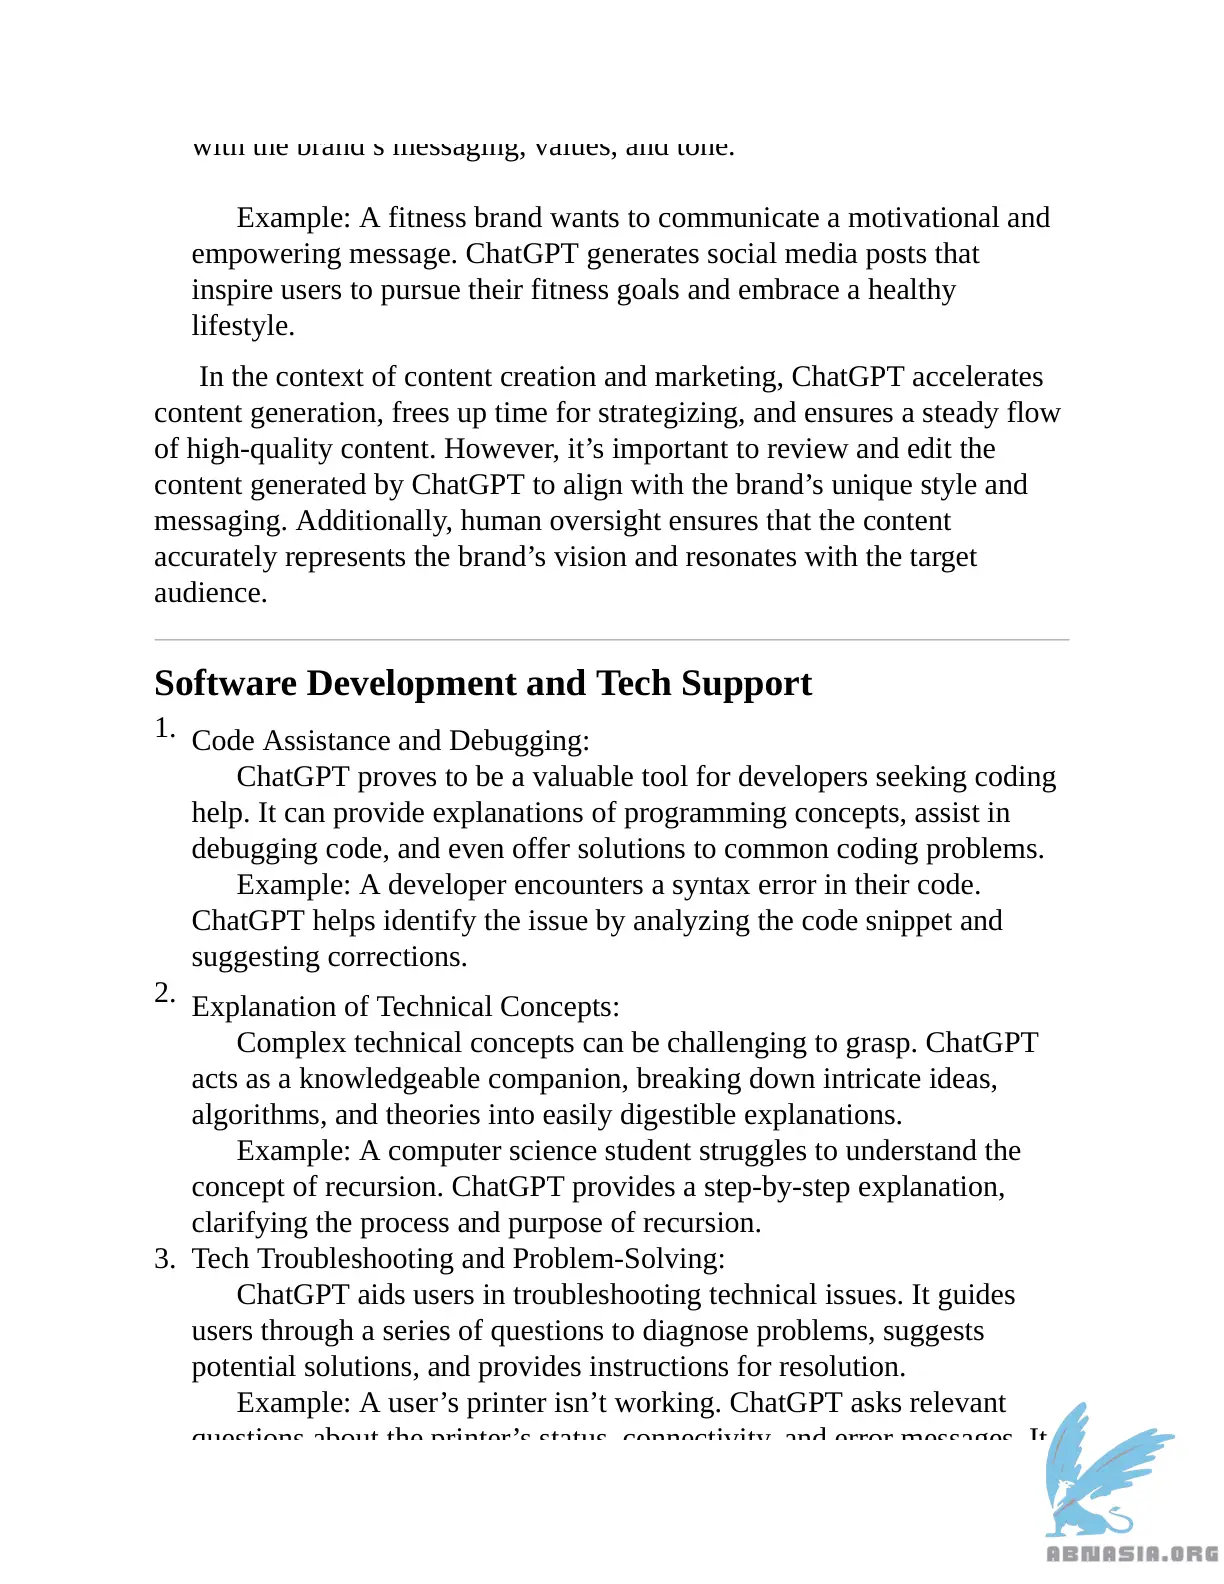 with the brand's messaging, values, and tone.
Example: A fitness brand wants to communicate a motivational and
empowering message. ChatGPT generates social media posts that
inspire users to pursue their fitness goals and embrace a healthy
lifestyle.
In the context of content creation and marketing, ChatGPT accelerates
content generation, frees up time for strategizing, and ensures a steady flow
of high-quality content. However, it’s important to review and edit the
content generated by ChatGPT to align with the brand’s unique style and
messaging. Additionally, human oversight ensures that the content
accurately represents the brand’s vision and resonates with the target
audience.
Software Development and Tech Support
1. Code Assistance and Debugging:
ChatGPT proves to be a valuable tool for developers seeking coding
help. It can provide explanations of programming concepts, assist in
debugging code, and even offer solutions to common coding problems.
Example: A developer encounters a syntax error in their code.
ChatGPT helps identify the issue by analyzing the code snippet and
suggesting corrections.
2. Explanation of Technical Concepts:
Complex technical concepts can be challenging to grasp. ChatGPT
acts as a knowledgeable companion, breaking down intricate ideas,
algorithms, and theories into easily digestible explanations.
Example: A computer science student struggles to understand the
concept of recursion. ChatGPT provides a step-by-step explanation,
clarifying the process and purpose of recursion.
3. Tech Troubleshooting and Problem-Solving:
ChatGPT aids users in troubleshooting technical issues. It guides
users through a series of questions to diagnose problems, suggests
potential solutions, and provides instructions for resolution.
Example: A user’s printer isn’t working. ChatGPT asks relevant
questions about the printer’s status, connectivity, and error messages. It
ABNASIA.ORG